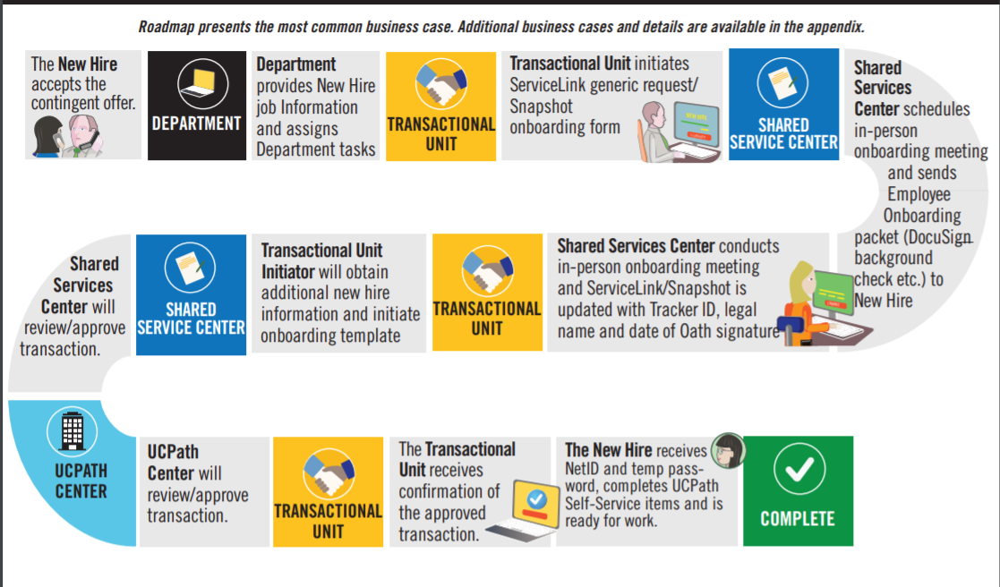 Roadmap presents the most common business case. Additional business cases and details are available in the appendix.
The New Hire
accepts the
contingent offer.
DEPARTMENT
Department
provides New Hire
job Information
and assigns
Department tasks
TRANSACTIONAL
UNIT
Transactional Unit initiates
ServiceLink generic request/
Snapshot
onboarding form
NEW HIRE
SHARED
SERVICE CENTER
Shared
Services
Center schedules
in-person
onboarding meeting
and sends
Employee
Onboarding
packet (DocuSign
background
check etc.) to
New Hire
Shared Services Center conducts
in-person onboarding meeting
and ServiceLink/Snapshot is
updated with Tracker ID, legal
name and date of Oath signature
TRANSACTIONAL
UNIT
Transactional Unit
Initiator will obtain
additional new hire
information and initiate
onboarding template
SHARED
SERVICE CENTER
Shared
Services
Center will
review/approve
transaction.
UCPATH
CENTER
UCPath
Center will
review/approve
transaction.
TRANSACTIONAL
UNIT
The Transactional
Unit receives
confirmation of
the approved
transaction.
The New Hire receives
NetID and temp pass-
word, completes UCPath
Self-Service items and is
ready for work.
COMPLETE